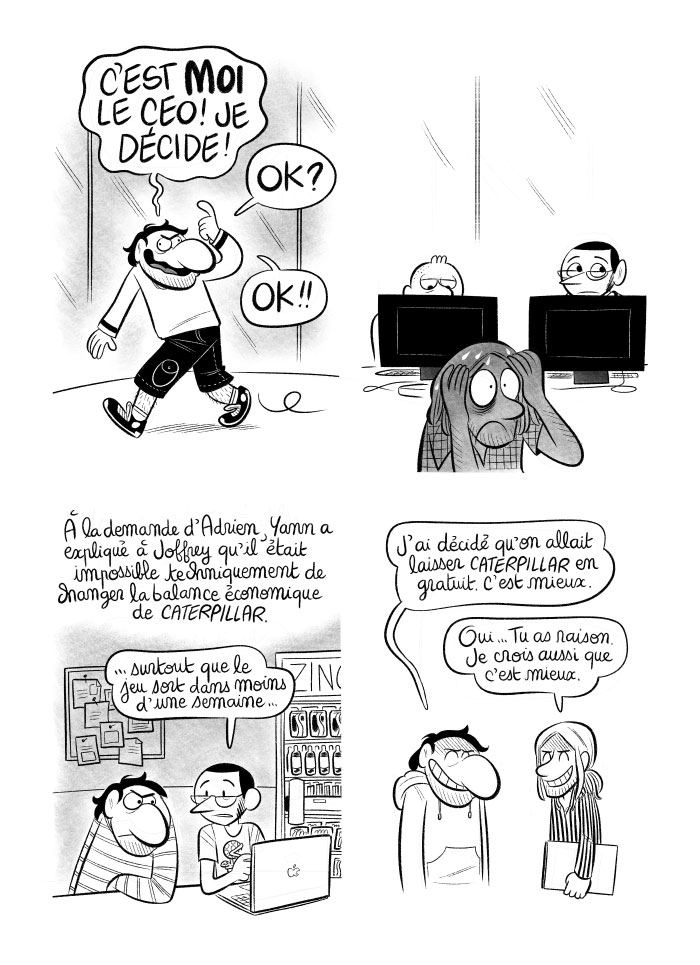 C'EST MOI
LE CEO! JE
DÉCIDE!
OK?
OK!!
À la demande d'Adrien, Yann a
expliqué à Joffrey qu'il était
impossible techniquement de
changer la balance économique
de CATERPILLAR.
... surtout que le
jeu sort dans moins
d'une semaine...
ZINC
J'ai décidé qu'on allait
laisser CATERPILLAR en
gratuit. C'est mieux.
Oui... Tu as raison.
Je crois aussi que
c'est mieux.